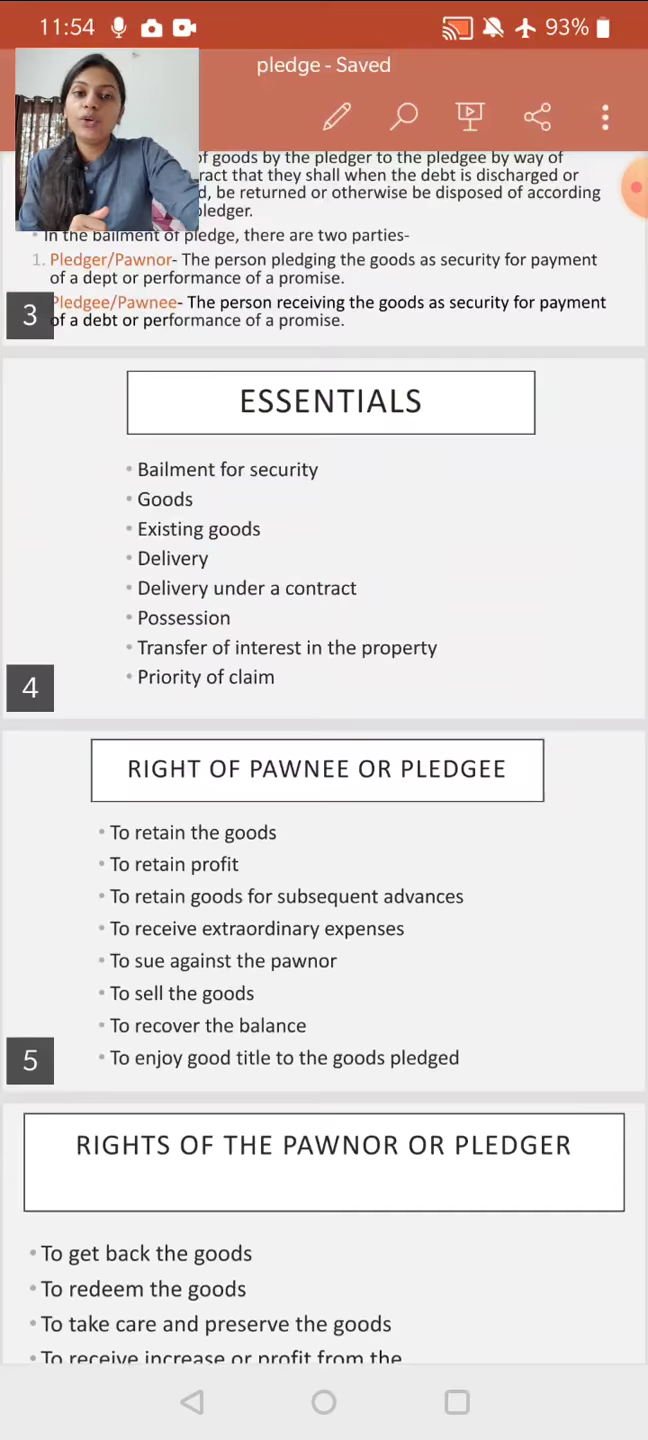 11:54
93%
pledge - Saved
of goods by the pledger to the pledgee by way of
ract that they shall when the debt is discharged or
d, be returned or otherwise be disposed of according
pledger.
• In the bailment of pledge, there are two parties-
1. Pledger/Pawnor- The person pledging the goods as security for payment
of a dept or performance of a promise.
Pledgee/Pawnee- The person receiving the goods as security for payment
of a debt or performance of a promise.
3
ESSENTIALS
• Bailment for security
• Goods
• Existing goods
• Delivery
• Delivery under a contract
• Possession
• Transfer of interest in the property
• Priority of claim
4
RIGHT OF PAWNEE OR PLEDGEE
• To retain the goods
• To retain profit
• To retain goods for subsequent advances
• To receive extraordinary expenses
• To sue against the pawnor
• To sell the goods
• To recover the balance
• To enjoy good title to the goods pledged
5
RIGHTS OF THE PAWNOR OR PLEDGER
• To get back the goods
• To redeem the goods
• To take care and preserve the goods
• To receive increase or profit from the